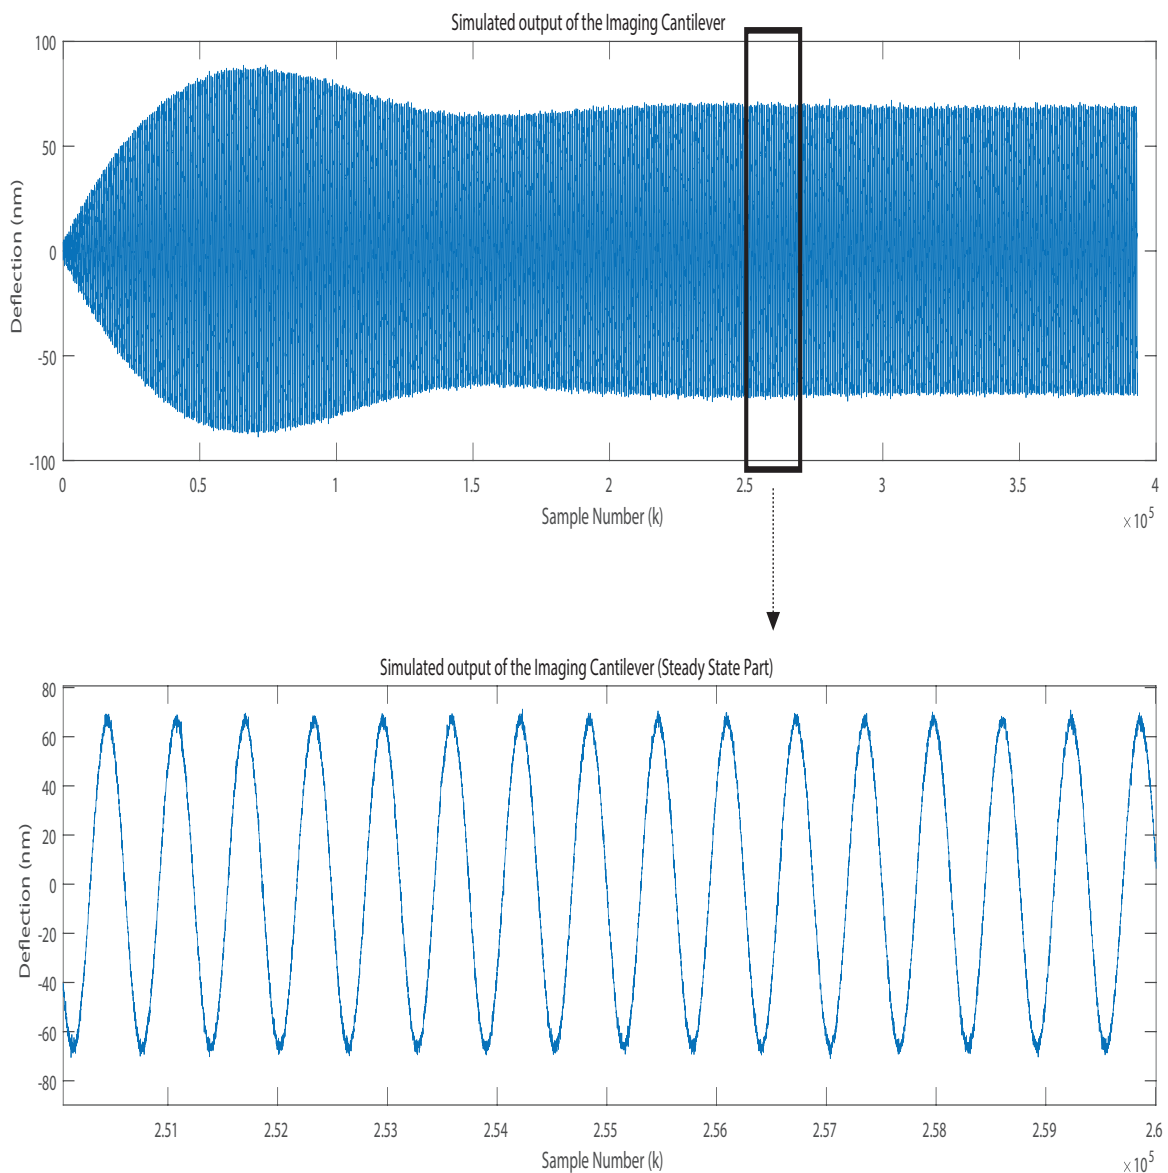 Simulated output of the Imaging Cantilever
100
50
0
-50
-100
Deflection (nm)
0 0.5 1 1.5 2 2.5 3 3.5 4
Sample Number (k)
×10^5
Simulated output of the Imaging Cantilever (Steady State Part)
80
60
40
20
0
-20
-40
-60
-80
Deflection (nm)
2.51 2.52 2.53 2.54 2.55 2.56 2.57 2.58 2.59 2.6
Sample Number (k)
×10^5